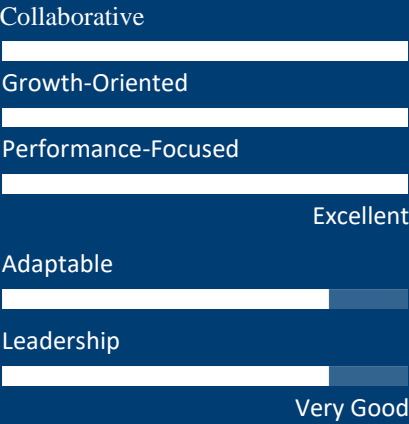 Collaborative
Growth-Oriented
Performance-Focused
Excellent
Adaptable
Leadership
Very Good